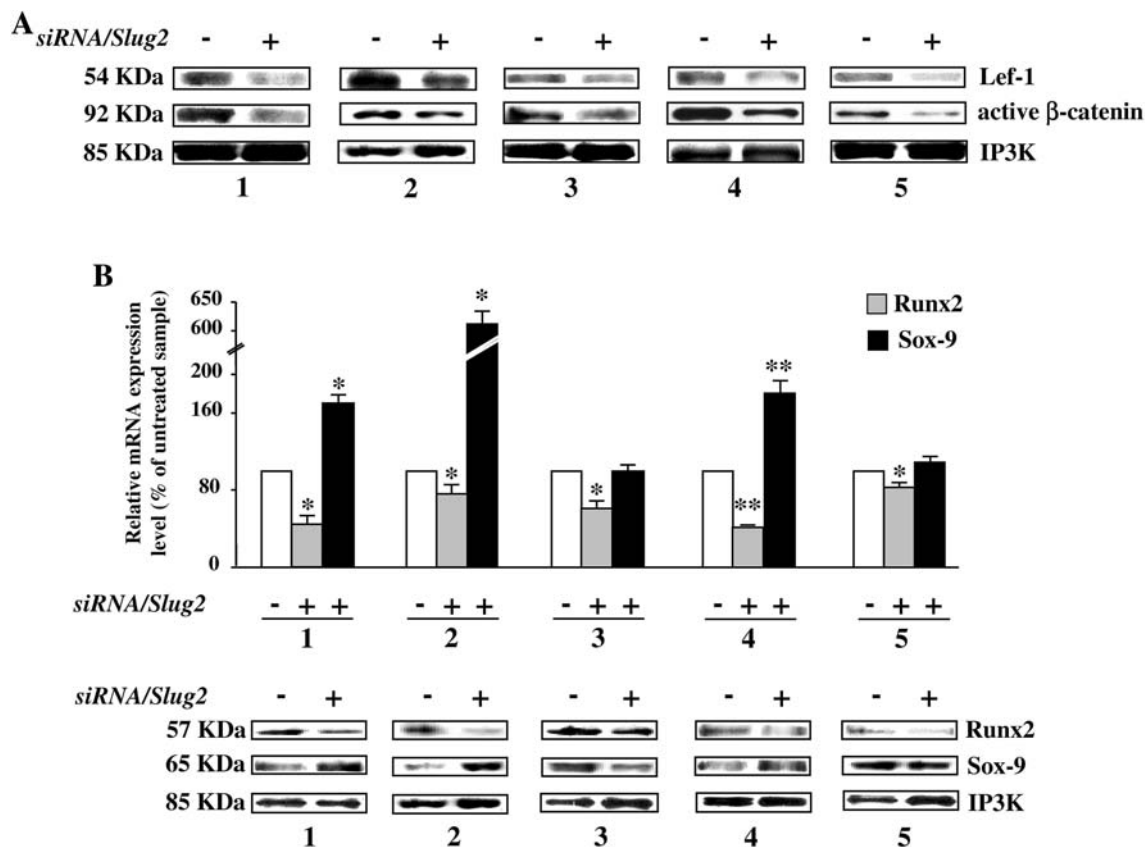 A
siRNA/Slug2 - + - + - + - + - +
54 KDa Lef-1
92 KDa active β-catenin
85 KDa IP3K
1 2 3 4 5
B
Relative mRNA expression
level (% of untreated sample)
650
600
200
160
80
0
* * * * * * ** ** *
Runx2
Sox-9
siRNA/Slug2 - + + - + + - + + - + + - + +
1 2 3 4 5
siRNA/Slug2 - + - + - + - + - +
57 KDa Runx2
65 KDa Sox-9
85 KDa IP3K
1 2 3 4 5